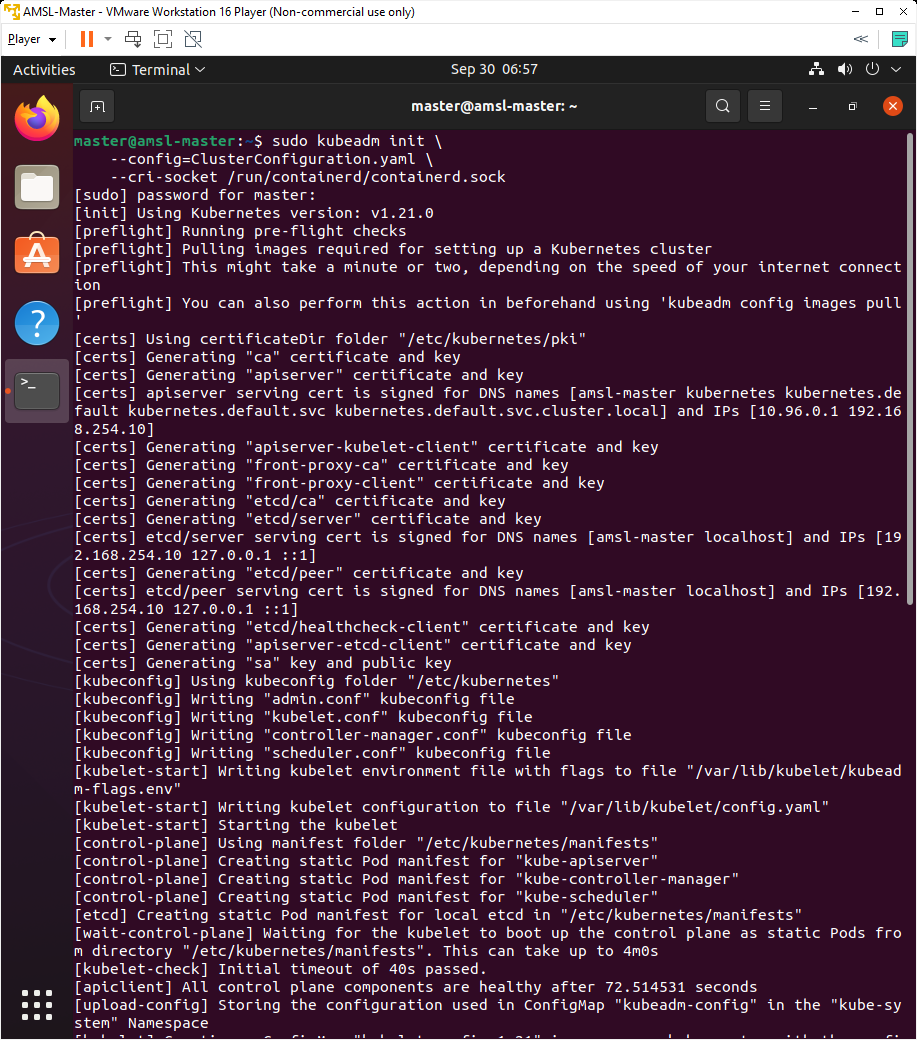 AMSL-Master - VMware Workstation 16 Player (Non-commercial use only)
Player
Activities
Terminal
Sep 30 06:57
master@amsl-master: ~
master@amsl-master:~$ sudo kubeadm init \
    --config=ClusterConfiguration.yaml \
    --cri-socket /run/containerd/containerd.sock
[sudo] password for master:
[init] Using Kubernetes version: v1.21.0
[preflight] Running pre-flight checks
[preflight] Pulling images required for setting up a Kubernetes cluster
[preflight] This might take a minute or two, depending on the speed of your internet connect
ion
[preflight] You can also perform this action in beforehand using 'kubeadm config images pull
'
[certs] Using certificateDir folder "/etc/kubernetes/pki"
[certs] Generating "ca" certificate and key
[certs] Generating "apiserver" certificate and key
[certs] apiserver serving cert is signed for DNS names [amsl-master kubernetes kubernetes.de
fault kubernetes.default.svc kubernetes.default.svc.cluster.local] and IPs [10.96.0.1 192.16
8.254.10]
[certs] Generating "apiserver-kubelet-client" certificate and key
[certs] Generating "front-proxy-ca" certificate and key
[certs] Generating "front-proxy-client" certificate and key
[certs] Generating "etcd/ca" certificate and key
[certs] Generating "etcd/server" certificate and key
[certs] etcd/server serving cert is signed for DNS names [amsl-master localhost] and IPs [19
2.168.254.10 127.0.0.1 ::1]
[certs] Generating "etcd/peer" certificate and key
[certs] etcd/peer serving cert is signed for DNS names [amsl-master localhost] and IPs [192.
168.254.10 127.0.0.1 ::1]
[certs] Generating "etcd/healthcheck-client" certificate and key
[certs] Generating "apiserver-etcd-client" certificate and key
[certs] Generating "sa" key and public key
[kubeconfig] Using kubeconfig folder "/etc/kubernetes"
[kubeconfig] Writing "admin.conf" kubeconfig file
[kubeconfig] Writing "kubelet.conf" kubeconfig file
[kubeconfig] Writing "controller-manager.conf" kubeconfig file
[kubeconfig] Writing "scheduler.conf" kubeconfig file
[kubelet-start] Writing kubelet environment file with flags to file "/var/lib/kubelet/kubead
m-flags.env"
[kubelet-start] Writing kubelet configuration to file "/var/lib/kubelet/config.yaml"
[kubelet-start] Starting the kubelet
[control-plane] Using manifest folder "/etc/kubernetes/manifests"
[control-plane] Creating static Pod manifest for "kube-apiserver"
[control-plane] Creating static Pod manifest for "kube-controller-manager"
[control-plane] Creating static Pod manifest for "kube-scheduler"
[etcd] Creating static Pod manifest for local etcd in "/etc/kubernetes/manifests"
[wait-control-plane] Waiting for the kubelet to boot up the control plane as static Pods fro
m directory "/etc/kubernetes/manifests". This can take up to 4m0s
[kubelet-check] Initial timeout of 40s passed.
[apiclient] All control plane components are healthy after 72.514531 seconds
[upload-config] Storing the configuration used in ConfigMap "kubeadm-config" in the "kube-sy
stem" Namespace